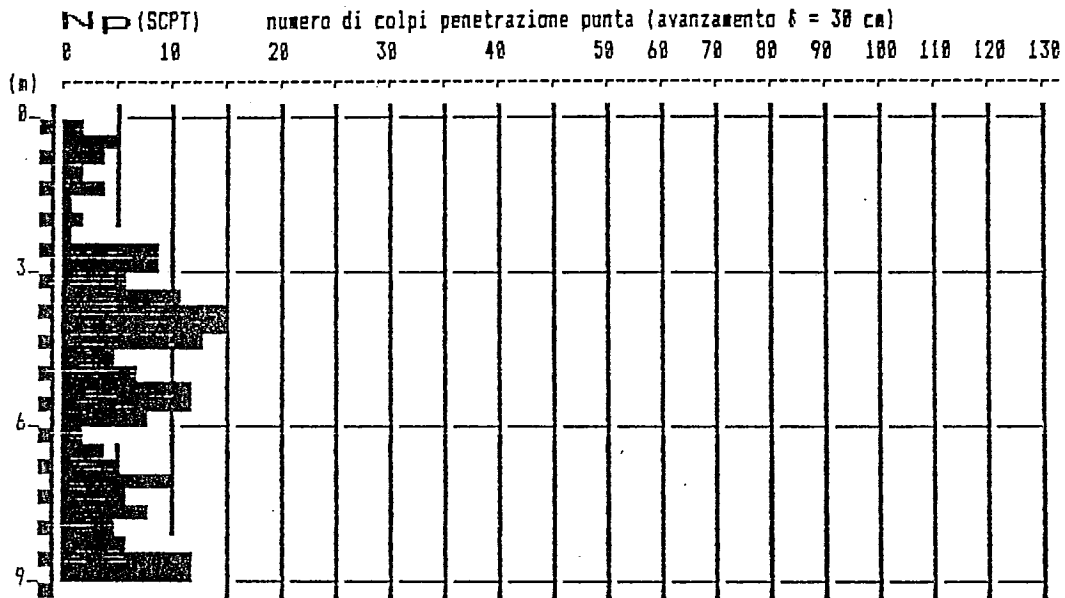 Np (SCPT) numero di colpi penetrazione punta (avanzamento δ = 30 cm)
0 10 20 30 40 50 60 70 80 90 100 110 120 130
(m)
0
3
6
9